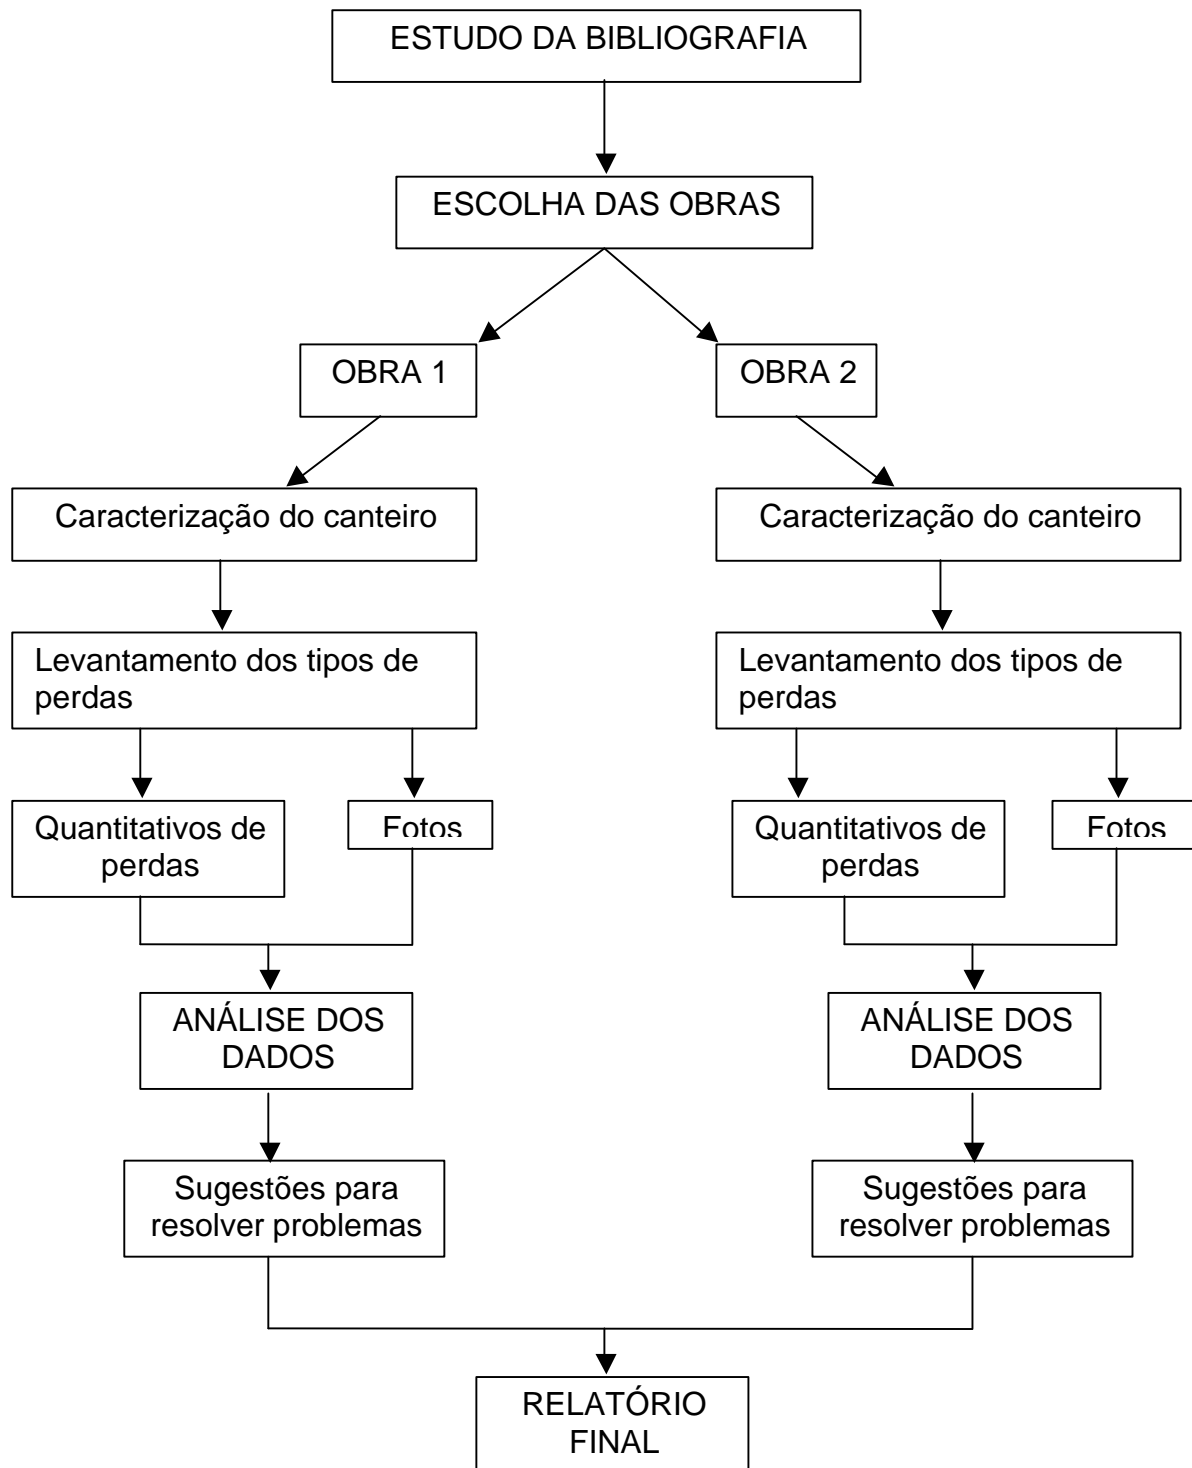 ESTUDO DA BIBLIOGRAFIA
ESCOLHA DAS OBRAS
OBRA 1
OBRA 2
Caracterização do canteiro
Caracterização do canteiro
Levantamento dos tipos de
perdas
Levantamento dos tipos de
perdas
Quantitativos de
perdas
Fotos
Quantitativos de
perdas
Fotos
ANÁLISE DOS
DADOS
ANÁLISE DOS
DADOS
Sugestões para
resolver problemas
Sugestões para
resolver problemas
RELATÓRIO
FINAL